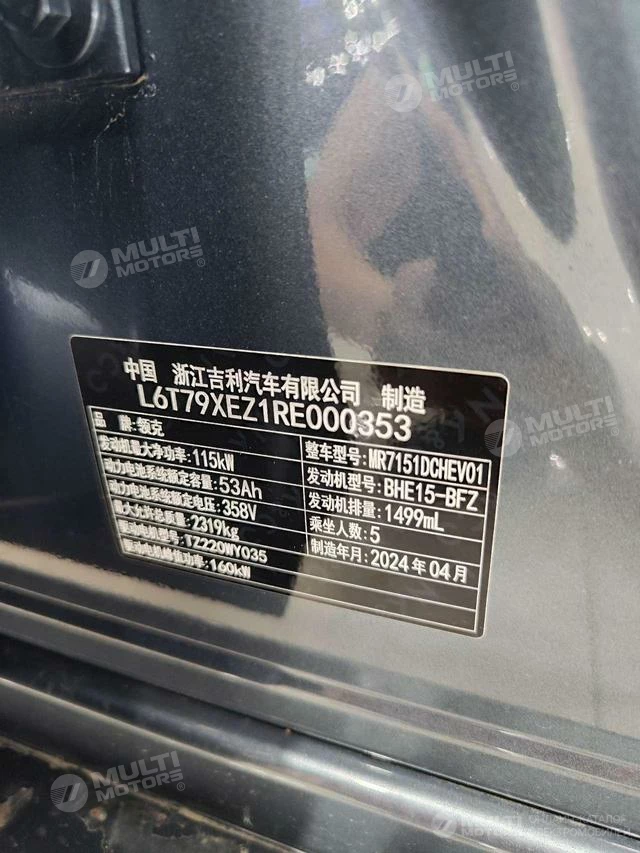 MULTI
MOTORS®
MULTI
MOTORS®
中国 浙江吉利汽车有限公司 制造
L6T79XEZ1RE000353
品 牌:领克
整车型号:MR7151DCHEV01
发动机最大净功率:115kW
发动机型号:BHE15-BFZ
动力电池系统额定容量:53Ah
发动机排量:1499mL
动力电池系统额定电压:358V
乘坐人数:5
最大允许总质量:2319kg
制造年月:2024年04月
驱动电机型号:TZ220WY035
驱动电机峰值功率:160kW
MULTI
MOTORS®
MULTI
MOTORS
ОНЛАЙН-КАТАЛОГ
ЭЛЕКТРОМОБИЛЕЙ